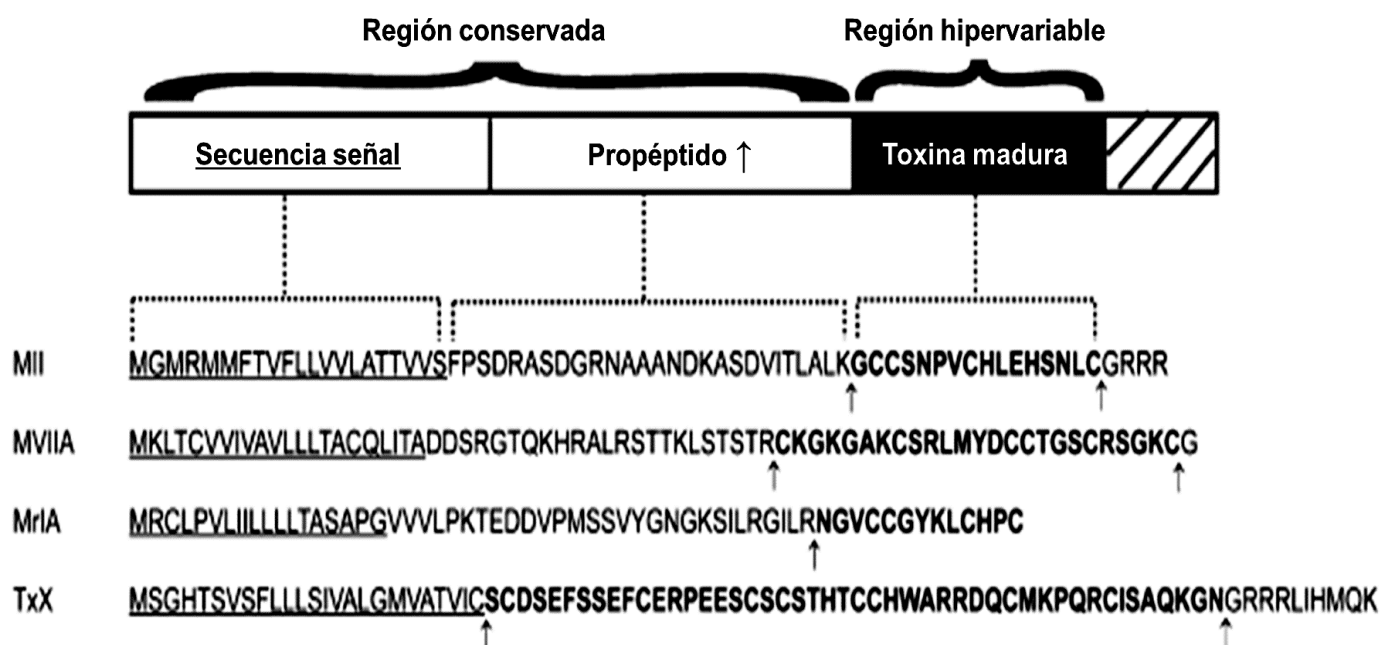 Región conservada Región hipervariable
Secuencia señal Propéptido ↑ Toxina madura
MII MGMRMMFTVFLLVVLATTVVSFPSDRASDGRNAAANDKASDVITLALKGCCSNPVCHLEHSNLCGRRR
MVIIA MKLTCVVIVAVLLLTACQLITADDSRGTQKHRALRSTTKLSTSTRCKGKGAKCSRLMYDCCTGSCRSGKCG
MrIA MRCLPVLIILLLLTASAPGVVVLPKTEDDVPMSSVYGNGKSILRGILRNGVCCGYKLCHPC
TxX MSGHTSVSFLLLSIVALGMVATVICSCDSEFSSEFCERPEESCSCSTHTCCHWARRDQCMKPQRCISAQKGNGRRRLIHMQK